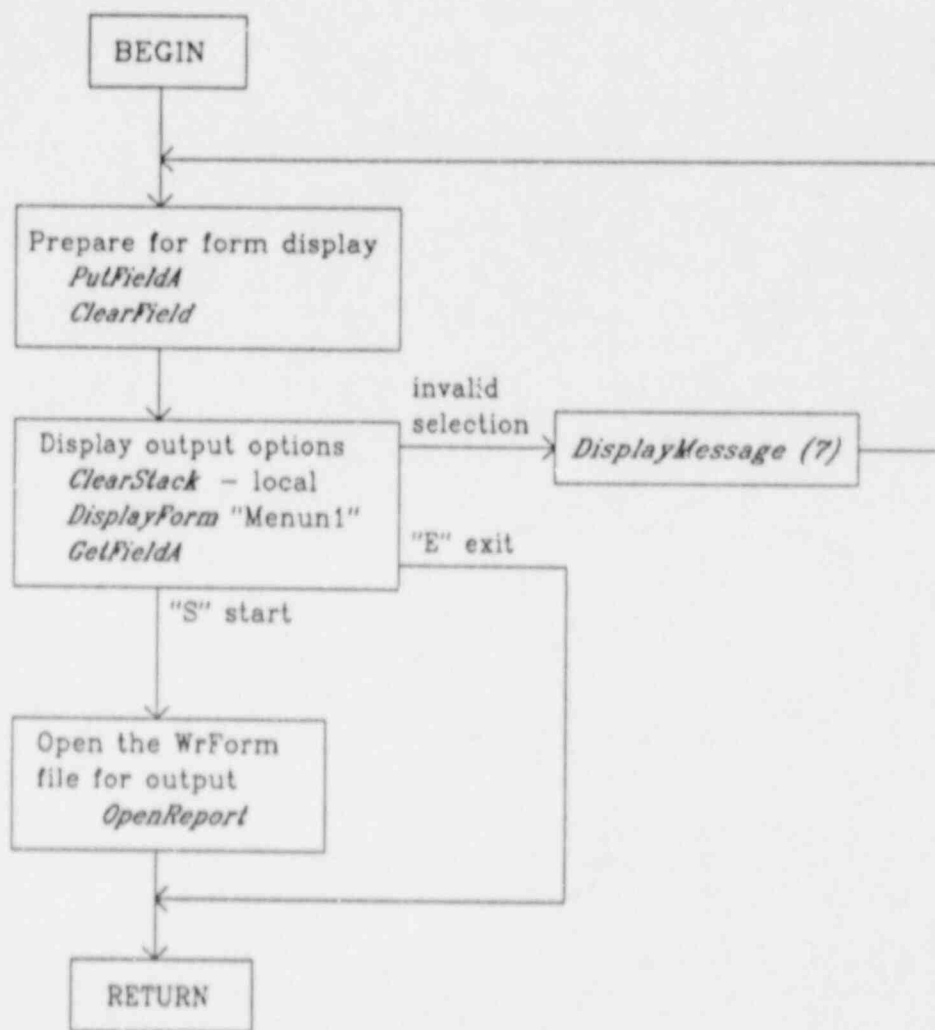 BEGIN
Prepare for form display
PutFieldA
ClearField
Display output options
ClearStack - local
DisplayForm "Menun1"
GetFieldA
invalid
selection
DisplayMessage (7)
"E" exit
"S" start
Open the WrForm
file for output
OpenReport
RETURN